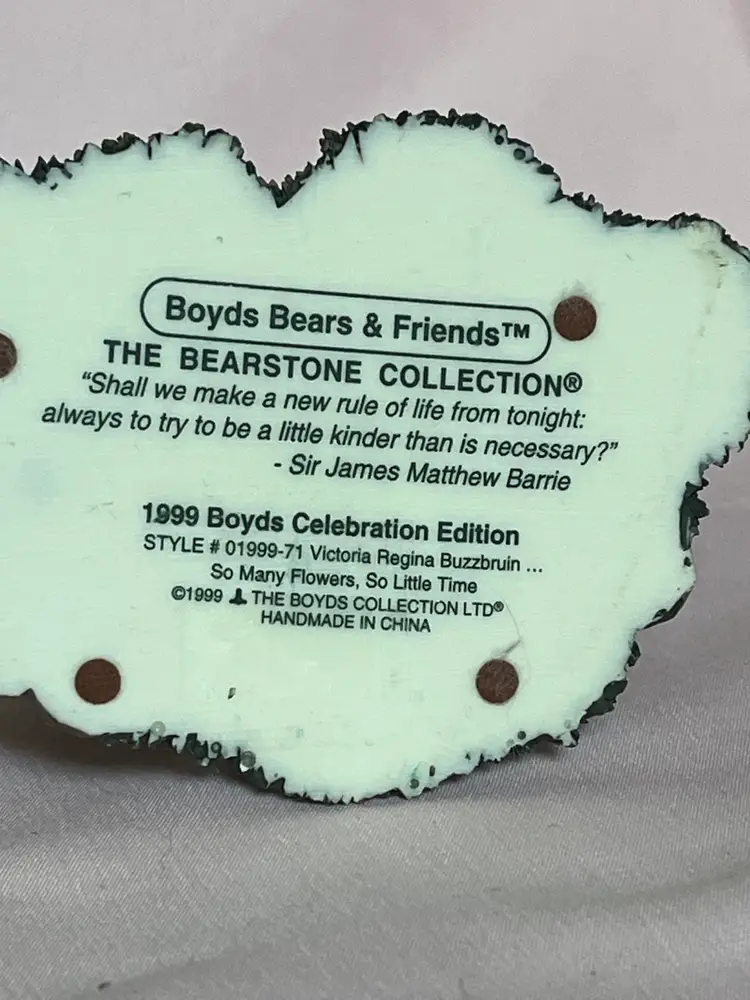 Boyds Bears & Friends™
THE BEARSTONE COLLECTION®
“Shall we make a new rule of life from tonight:
always to try to be a little kinder than is necessary?”
- Sir James Matthew Barrie
1999 Boyds Celebration Edition
STYLE # 01999-71 Victoria Regina Buzzbruin ...
So Many Flowers, So Little Time
©1999 THE BOYDS COLLECTION LTD®
HANDMADE IN CHINA